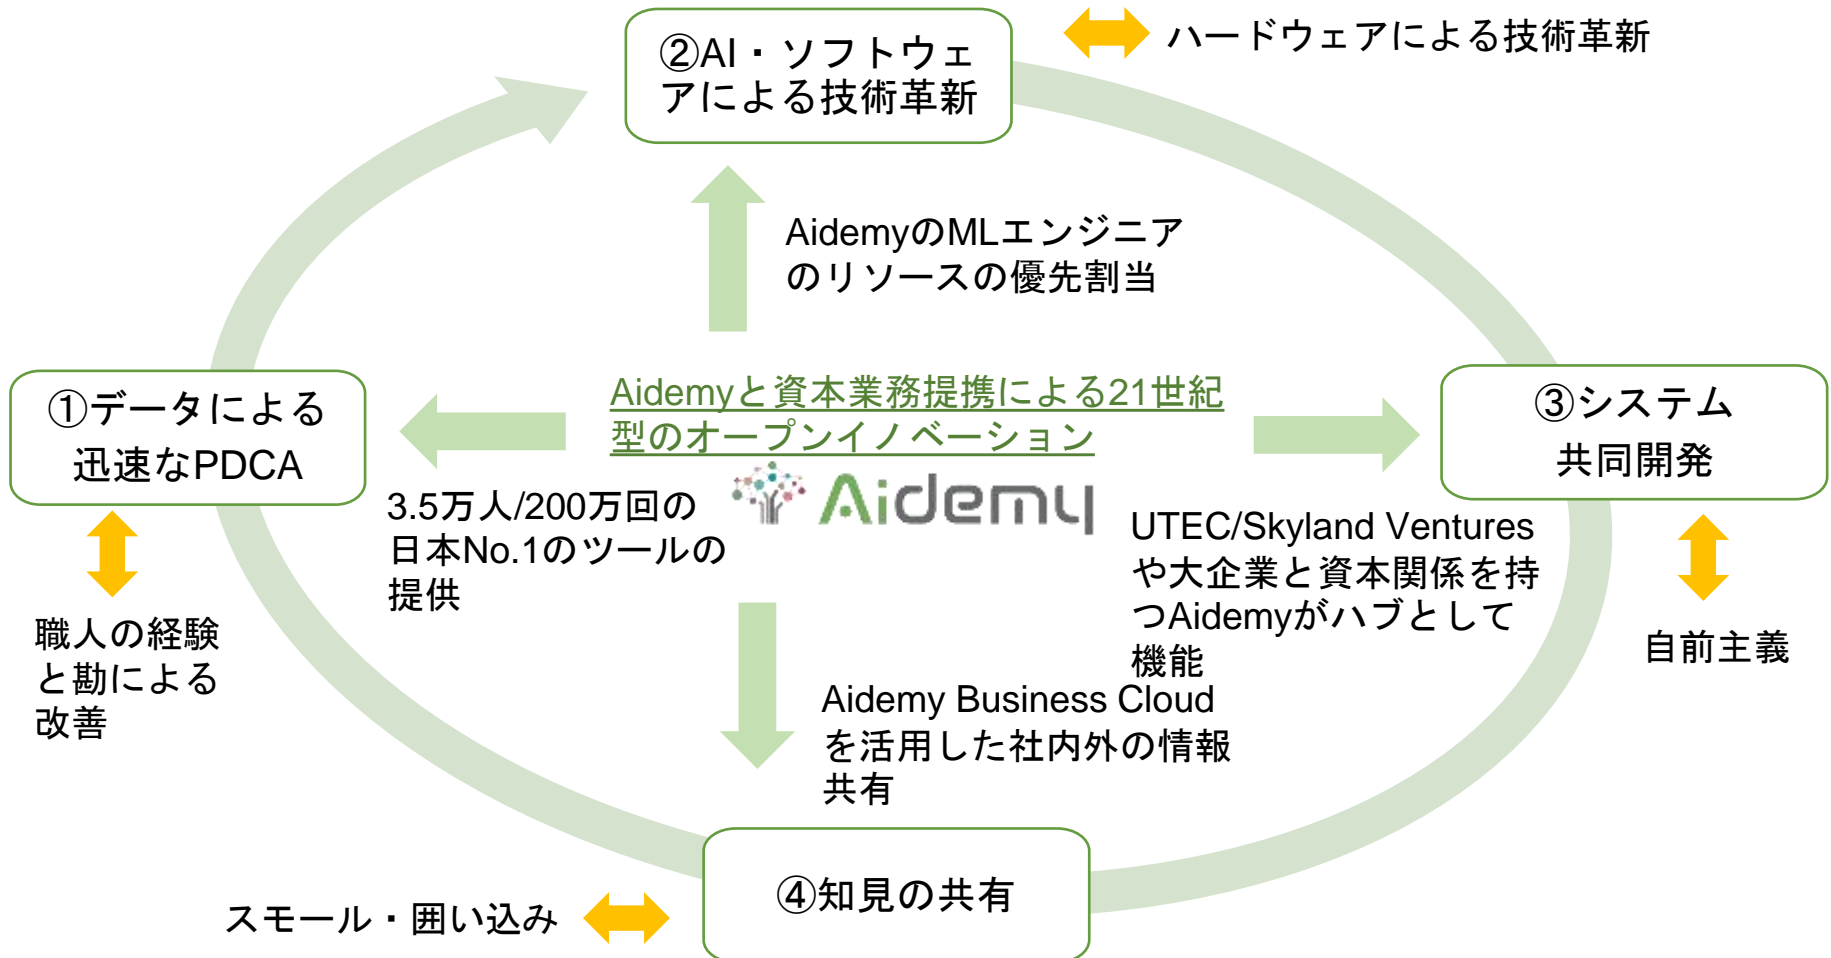 ②AI・ソフトウェ
アによる技術革新
ハードウェアによる技術革新
AidemyのMLエンジニア
のリソースの優先割当
①データによる
迅速なPDCA
Aidemyと資本業務提携による21世紀
型のオープンイノベーション
Aidemy
③システム
共同開発
3.5万人/200万回の
日本No.1のツールの
提供
UTEC/Skyland Ventures
や大企業と資本関係を持
つAidemyがハブとして
機能
職人の経験
と勘による
改善
自前主義
Aidemy Business Cloud
を活用した社内外の情報
共有
④知見の共有
スモール・囲い込み